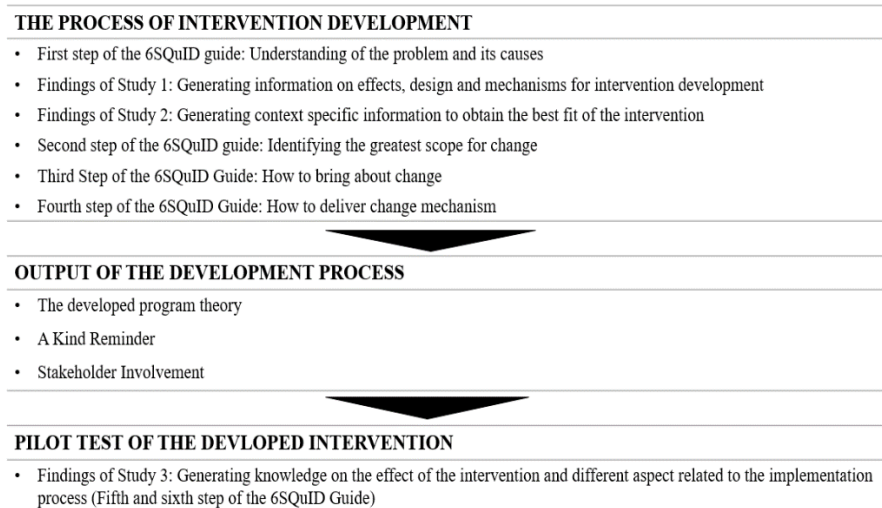 THE PROCESS OF INTERVENTION DEVELOPMENT
• First step of the 6SQuID guide: Understanding of the problem and its causes
• Findings of Study 1: Generating information on effects, design and mechanisms for intervention development
• Findings of Study 2: Generating context specific information to obtain the best fit of the intervention
• Second step of the 6SQuID guide: Identifying the greatest scope for change
• Third Step of the 6SQuID Guide: How to bring about change
• Fourth step of the 6SQuID Guide: How to deliver change mechanism
OUTPUT OF THE DEVELOPMENT PROCESS
• The developed program theory
• A Kind Reminder
• Stakeholder Involvement
PILOT TEST OF THE DEVLOPED INTERVENTION
• Findings of Study 3: Generating knowledge on the effect of the intervention and different aspect related to the implementation
process (Fifth and sixth step of the 6SQuID Guide)